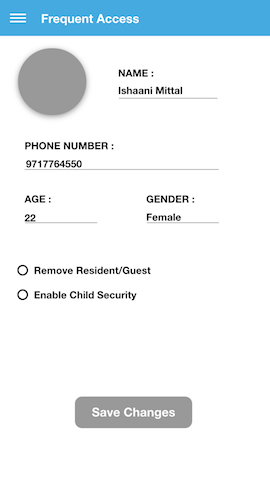 Frequent Access
NAME :
Ishaani Mittal
PHONE NUMBER :
9717764550
AGE :
GENDER :
22
Female
Remove Resident/Guest
Enable Child Security
Save Changes